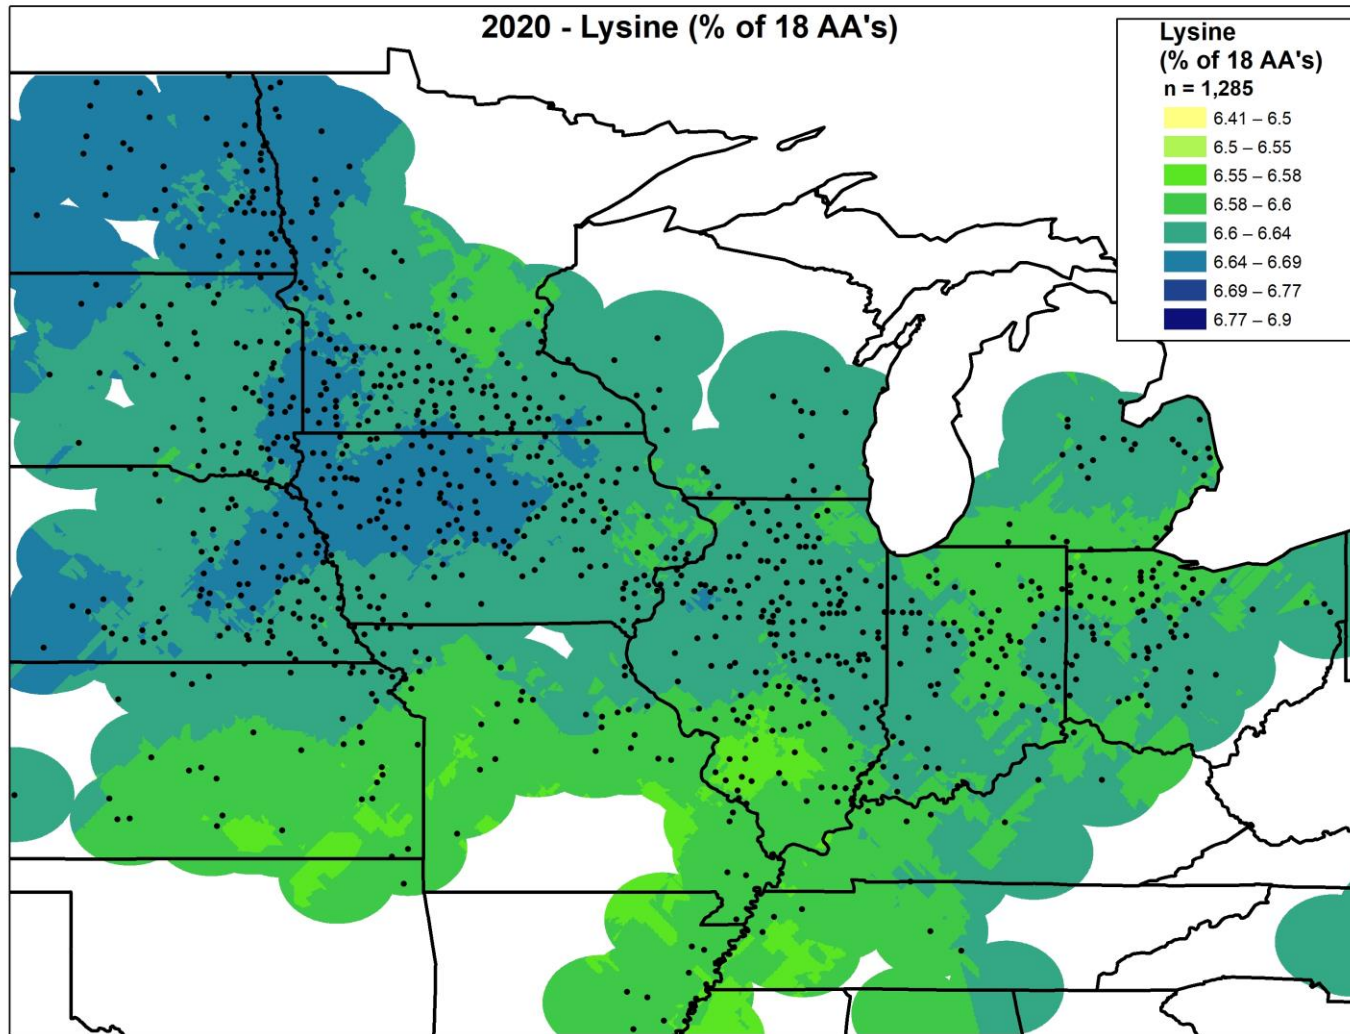 2020 - Lysine (% of 18 AA's)
Lysine
(% of 18 AA's)
n = 1,285
6.41 – 6.5
6.5 – 6.55
6.55 – 6.58
6.58 – 6.6
6.6 – 6.64
6.64 – 6.69
6.69 – 6.77
6.77 – 6.9